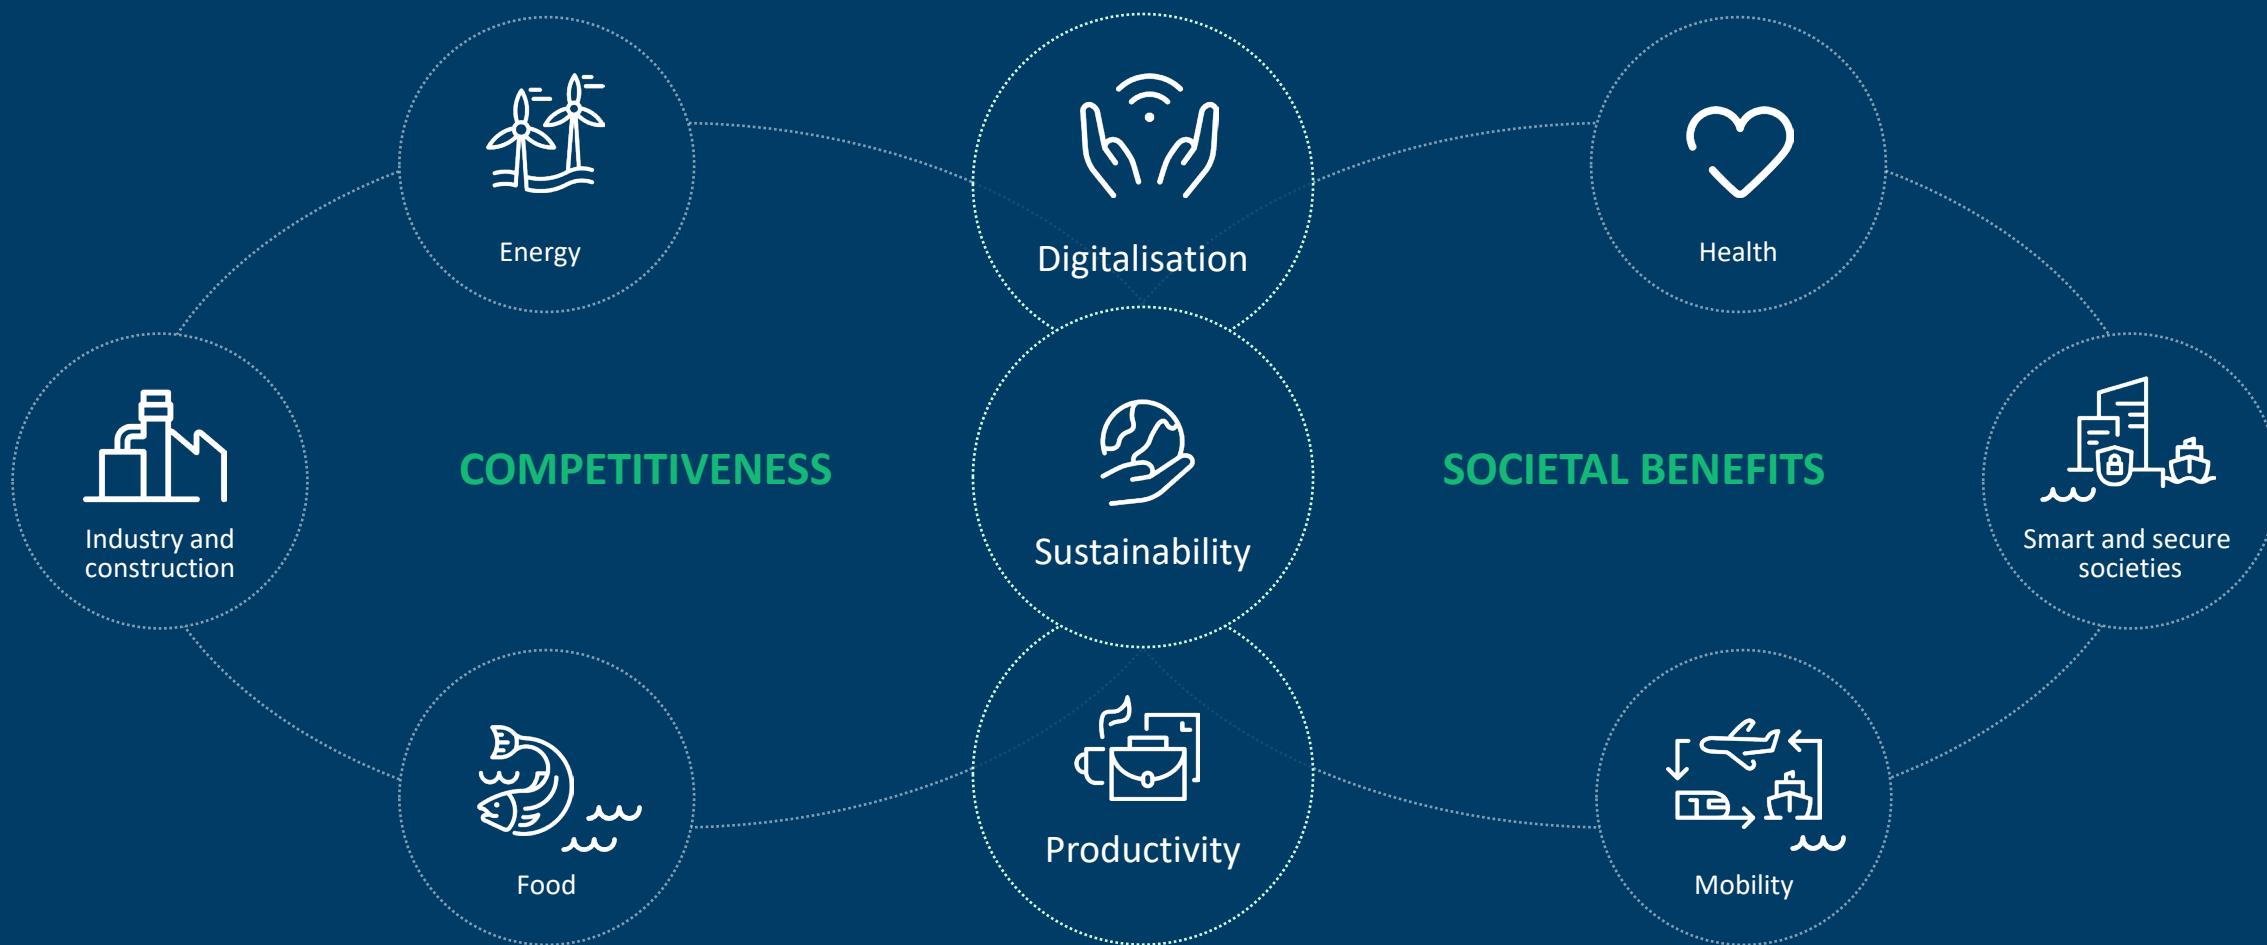 Energy
Digitalisation
Health
Industry and
construction
COMPETITIVENESS
Sustainability
SOCIETAL BENEFITS
Smart and secure
societies
Food
Productivity
Mobility